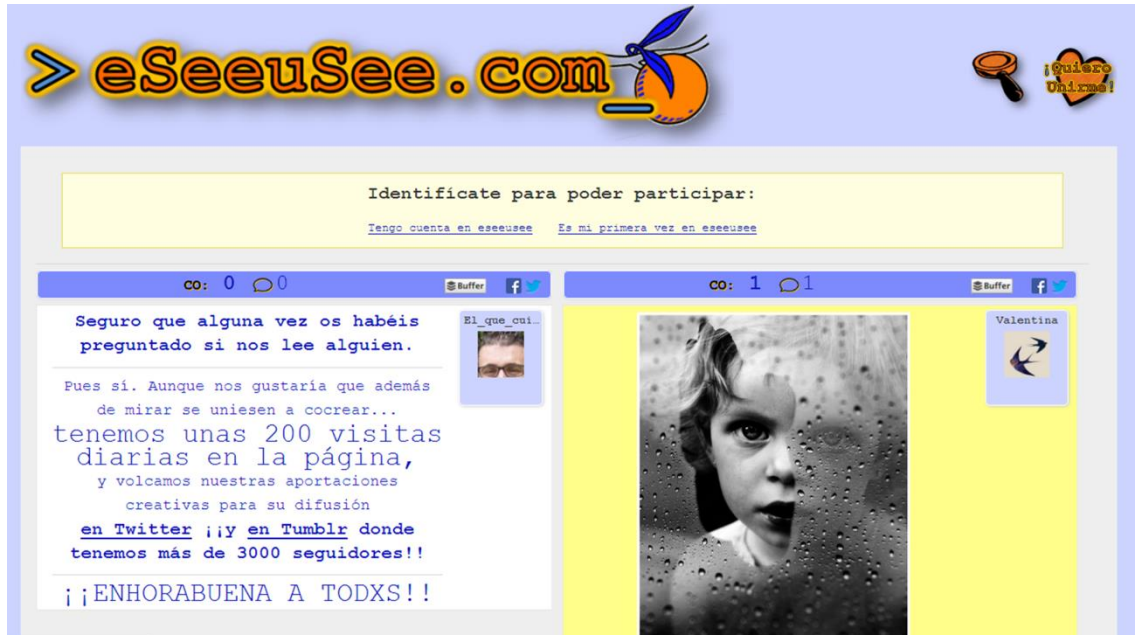 > eSeeuSee.com_
¡Quiero
Unirme!
Identifícate para poder participar:
Tengo cuenta en eseeusee Es mi primera vez en eseeusee
co: 0 0 Buffer
Seguro que alguna vez os habéis
preguntado si nos lee alguien.
El_que_cui…
Pues sí. Aunque nos gustaría que además
de mirar se uniesen a cocrear...
tenemos unas 200 visitas
diarias en la página,
y volcamos nuestras aportaciones
creativas para su difusión
en Twitter ¡¡y en Tumblr donde
tenemos más de 3000 seguidores!!
¡¡ENHORABUENA A TODXS!!
co: 1 1 Buffer
Valentina